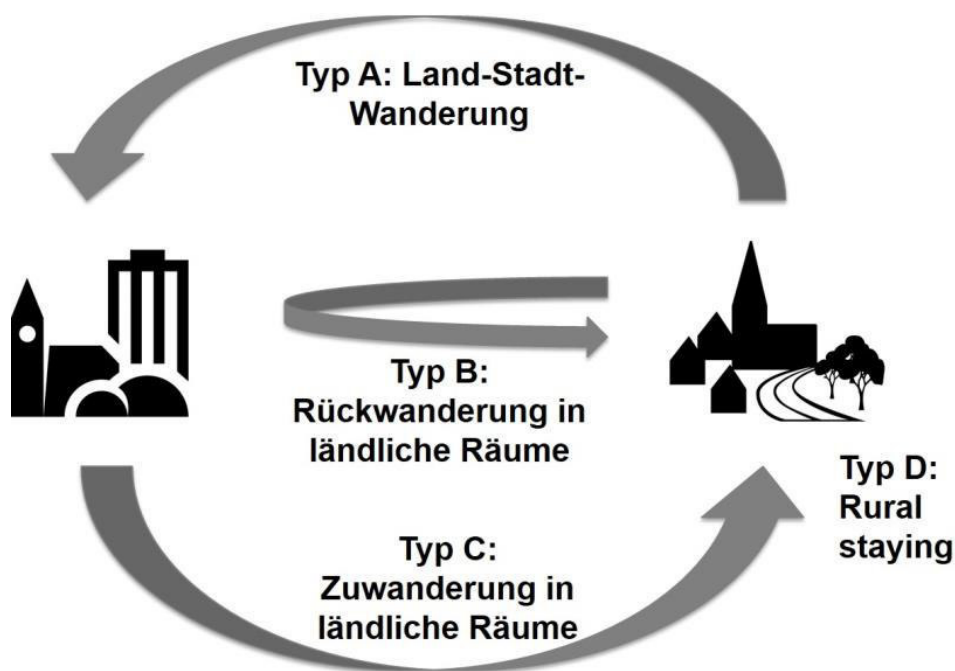 Typ A: Land-Stadt-
Wanderung
Typ B:
Rückwanderung in
ländliche Räume
Typ D:
Rural
staying
Typ C:
Zuwanderung in
ländliche Räume